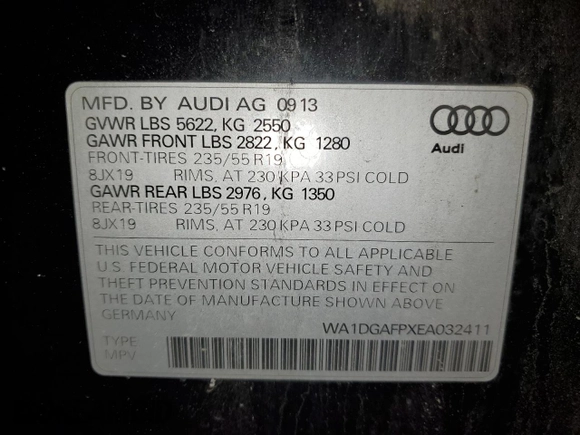 MFD. BY AUDI AG 09 13
GVWR LBS 5622, KG 2550
GAWR FRONT LBS 2822, KG 1280
FRONT-TIRES 235/55 R19
8JX19 RIMS, AT 230 KPA 33 PSI COLD
GAWR REAR LBS 2976, KG 1350
REAR-TIRES 235/55 R19
8JX19 RIMS, AT 230 KPA 33 PSI COLD
Audi
THIS VEHICLE CONFORMS TO ALL APPLICABLE
U.S. FEDERAL MOTOR VEHICLE SAFETY AND
THEFT PREVENTION STANDARDS IN EFFECT ON
THE DATE OF MANUFACTURE SHOWN ABOVE
GERMANY
WA1DGAFPXEA032411
TYPE
MPV